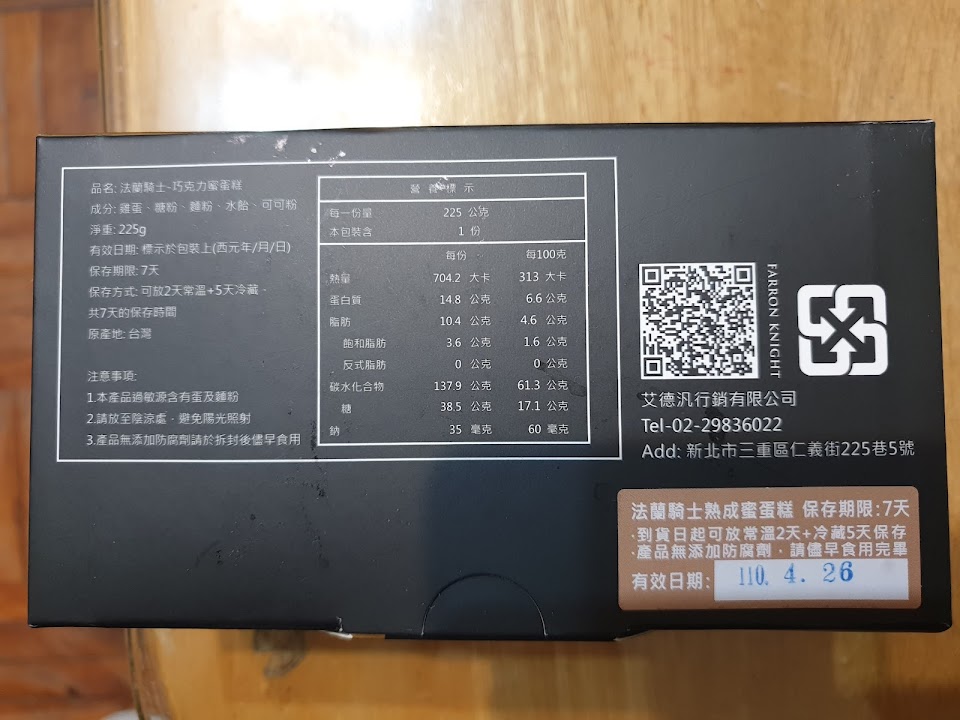 品名: 法蘭騎士-巧克力蜜蛋糕
成分: 雞蛋、糖粉、麵粉、水飴、可可粉
淨重: 225g
有效日期: 標示於包裝上(西元年/月/日)
保存期限: 7天
保存方式: 可放2天常溫+5天冷藏。
共7天的保存時間
原產地: 台灣
注意事項:
1.本產品過敏源含有蛋及麵粉
2.請放至陰涼處。避免陽光照射
3.產品無添加防腐劑請於拆封後儘早食用
營養標示
每一份量 225 公克
本包裝含 1 份
每份 每100克
熱量 704.2 大卡 313 大卡
蛋白質 14.8 公克 6.6 公克
脂肪 10.4 公克 4.6 公克
飽和脂肪 3.6 公克 1.6 公克
反式脂肪 0 公克 0 公克
碳水化合物 137.9 公克 61.3 公克
糖 38.5 公克 17.1 公克
鈉 35 毫克 60 毫克
FARRON KNIGHT
艾德汎行銷有限公司
Tel-02-29836022
Add: 新北市三重區仁義街225巷5號
法蘭騎士熟成蜜蛋糕 保存期限:7天
·到貨日起可放常溫2天+冷藏5天保存
·產品無添加防腐劑，請儘早食用完畢
有效日期: 110. 4. 26